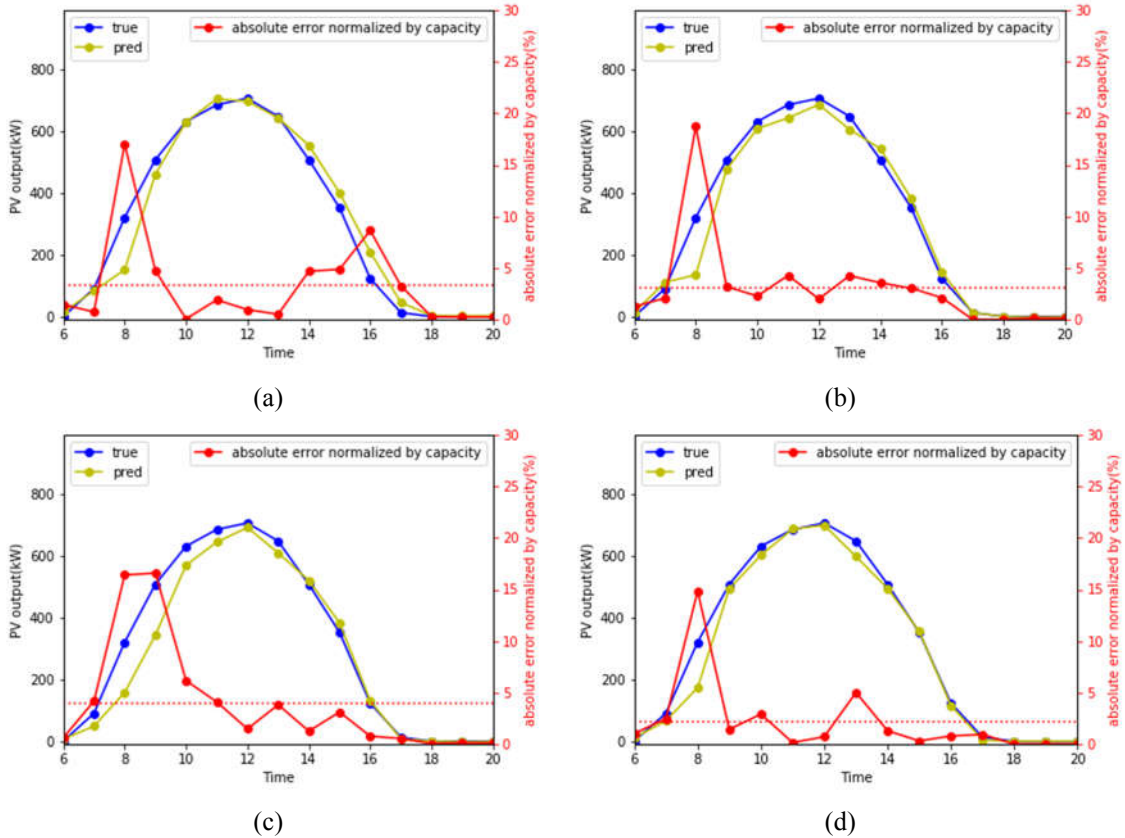 true
pred
absolute error normalized by capacity
PV output(kW)
800
600
400
200
0
30
25
20
15
10
5
0
absolute error normalized by capacity(%)
6 8 10 12 14 16 18 20
Time
(a)
true
pred
absolute error normalized by capacity
PV output(kW)
800
600
400
200
0
30
25
20
15
10
5
0
absolute error normalized by capacity(%)
6 8 10 12 14 16 18 20
Time
(b)
true
pred
absolute error normalized by capacity
PV output(kW)
800
600
400
200
0
30
25
20
15
10
5
0
absolute error normalized by capacity(%)
6 8 10 12 14 16 18 20
Time
(c)
true
pred
absolute error normalized by capacity
PV output(kW)
800
600
400
200
0
30
25
20
15
10
5
0
absolute error normalized by capacity(%)
6 8 10 12 14 16 18 20
Time
(d)